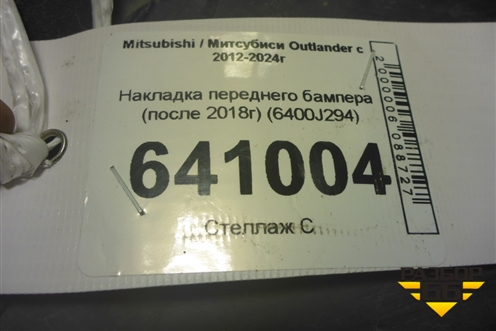 Mitsubishi / Митсубиси Outlander с
2012-2024г
Накладка переднего бампера
(после 2018г) (6400J294)
641004
Стеллаж С
2000006088727
РАЗБОР